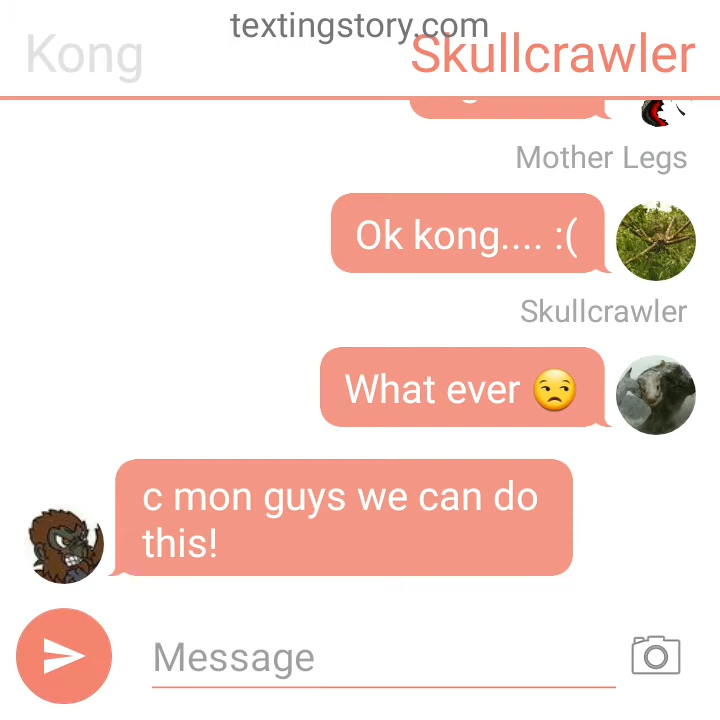 textingstory.com
Kong
Skullcrawler
Mother Legs
Ok kong.... :(
Skullcrawler
What ever 😒
c mon guys we can do
this!
Message